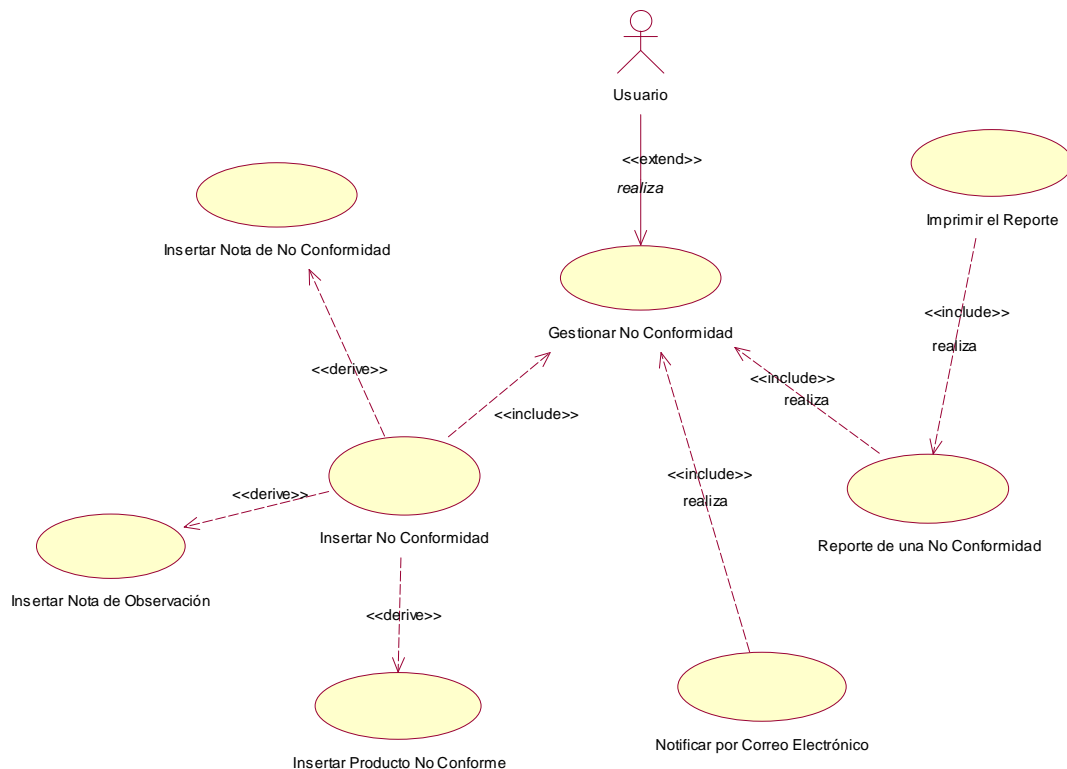 Usuario
<<extend>>
realiza
Imprimir el Reporte
Insertar Nota de No Conformidad
<<include>>
Gestionar No Conformidad
realiza
<<derive>>
<<include>>
realiza
<<include>>
<<include>>
realiza
<<derive>>
Insertar No Conformidad
Reporte de una No Conformidad
Insertar Nota de Observación
<<derive>>
Notificar por Correo Electrónico
Insertar Producto No Conforme